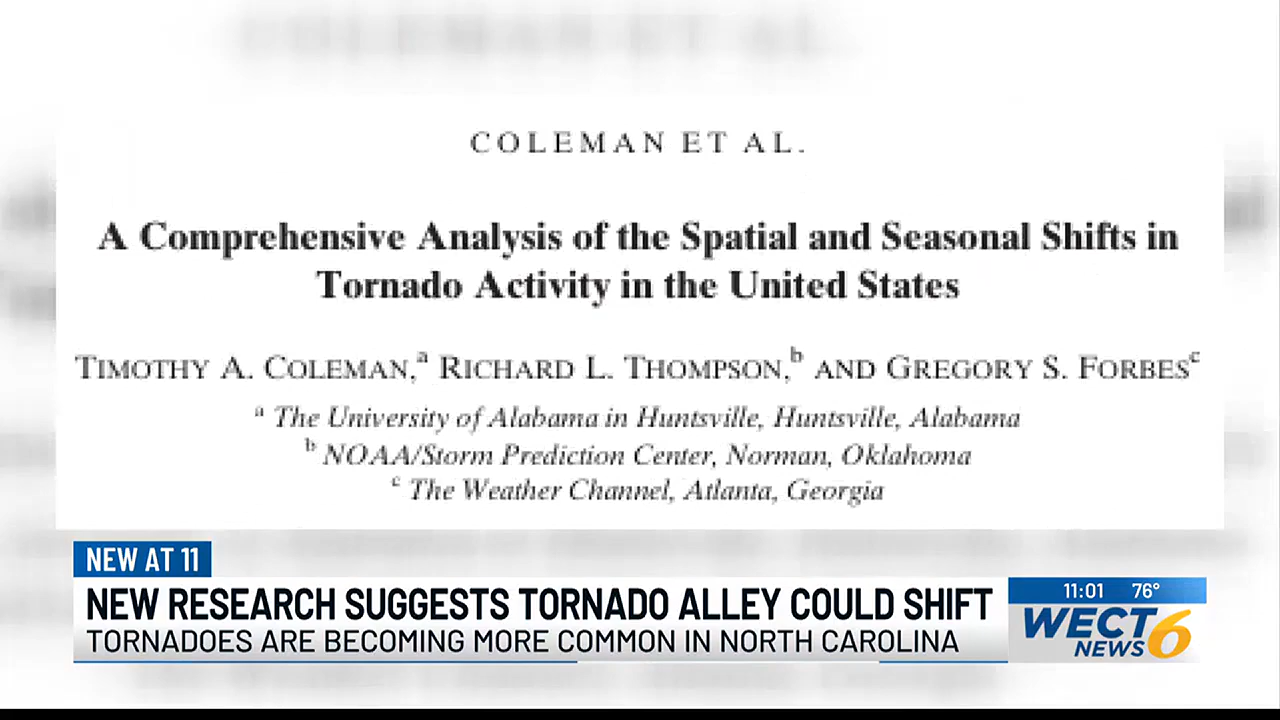 COLEMAN ET AL.
A Comprehensive Analysis of the Spatial and Seasonal Shifts in
Tornado Activity in the United States
TIMOTHY A. COLEMAN,ᵃ RICHARD L. THOMPSON,ᵇ AND GREGORY S. FORBESᶜ
ᵃ The University of Alabama in Huntsville, Huntsville, Alabama
ᵇ NOAA/Storm Prediction Center, Norman, Oklahoma
ᶜ The Weather Channel, Atlanta, Georgia
NEW AT 11
NEW RESEARCH SUGGESTS TORNADO ALLEY COULD SHIFT
TORNADOES ARE BECOMING MORE COMMON IN NORTH CAROLINA
11:01 76°
WECT 6
NEWS